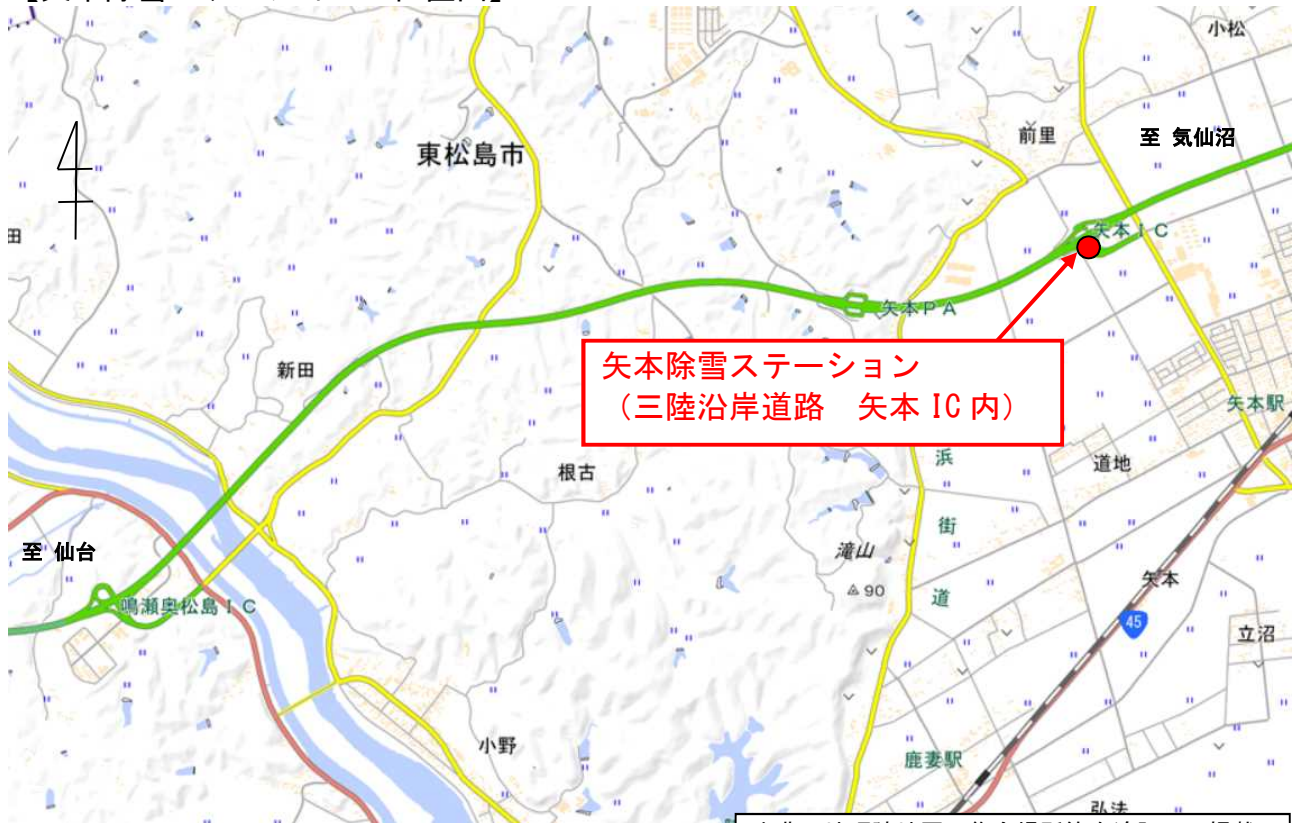 小松
前里
至 気仙沼
東松島市
田
矢本IC
矢本PA
新田
矢本除雪ステーション
（三陸沿岸道路　矢本 IC 内）
矢本駅
浜
街
道
道地
根古
至 仙台
滝山
90
矢本
鳴瀬奥松島IC
45
立沼
小野
鹿妻駅